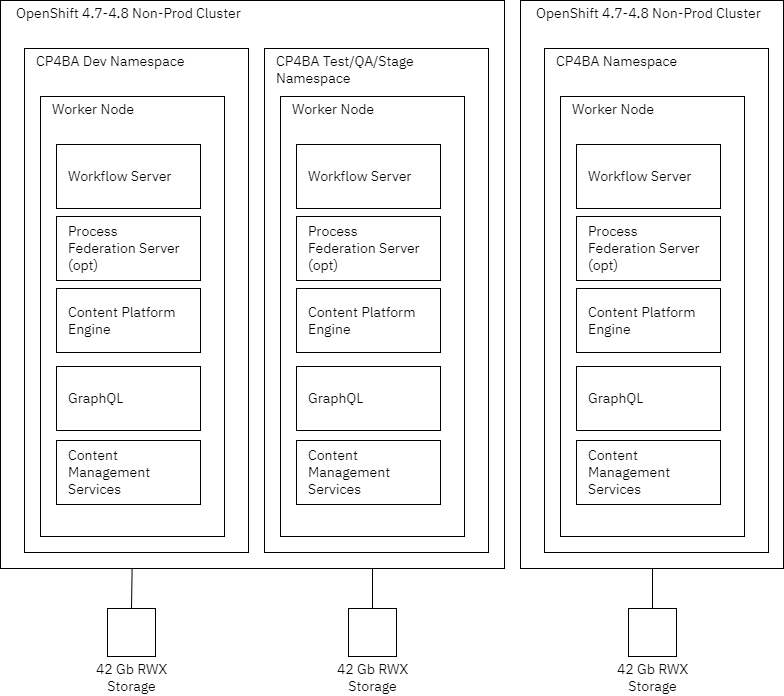 OpenShift 4.7-4.8 Non-Prod Cluster
CP4BA Dev Namespace
Worker Node
Workflow Server
Process
Federation Server
(opt)
Content Platform
Engine
GraphQL
Content
Management
Services
CP4BA Test/QA/Stage
Namespace
Worker Node
Workflow Server
Process
Federation Server
(opt)
Content Platform
Engine
GraphQL
Content
Management
Services
42 Gb RWX
Storage
42 Gb RWX
Storage
OpenShift 4.7-4.8 Non-Prod Cluster
CP4BA Namespace
Worker Node
Workflow Server
Process
Federation Server
(opt)
Content Platform
Engine
GraphQL
Content
Management
Services
42 Gb RWX
Storage